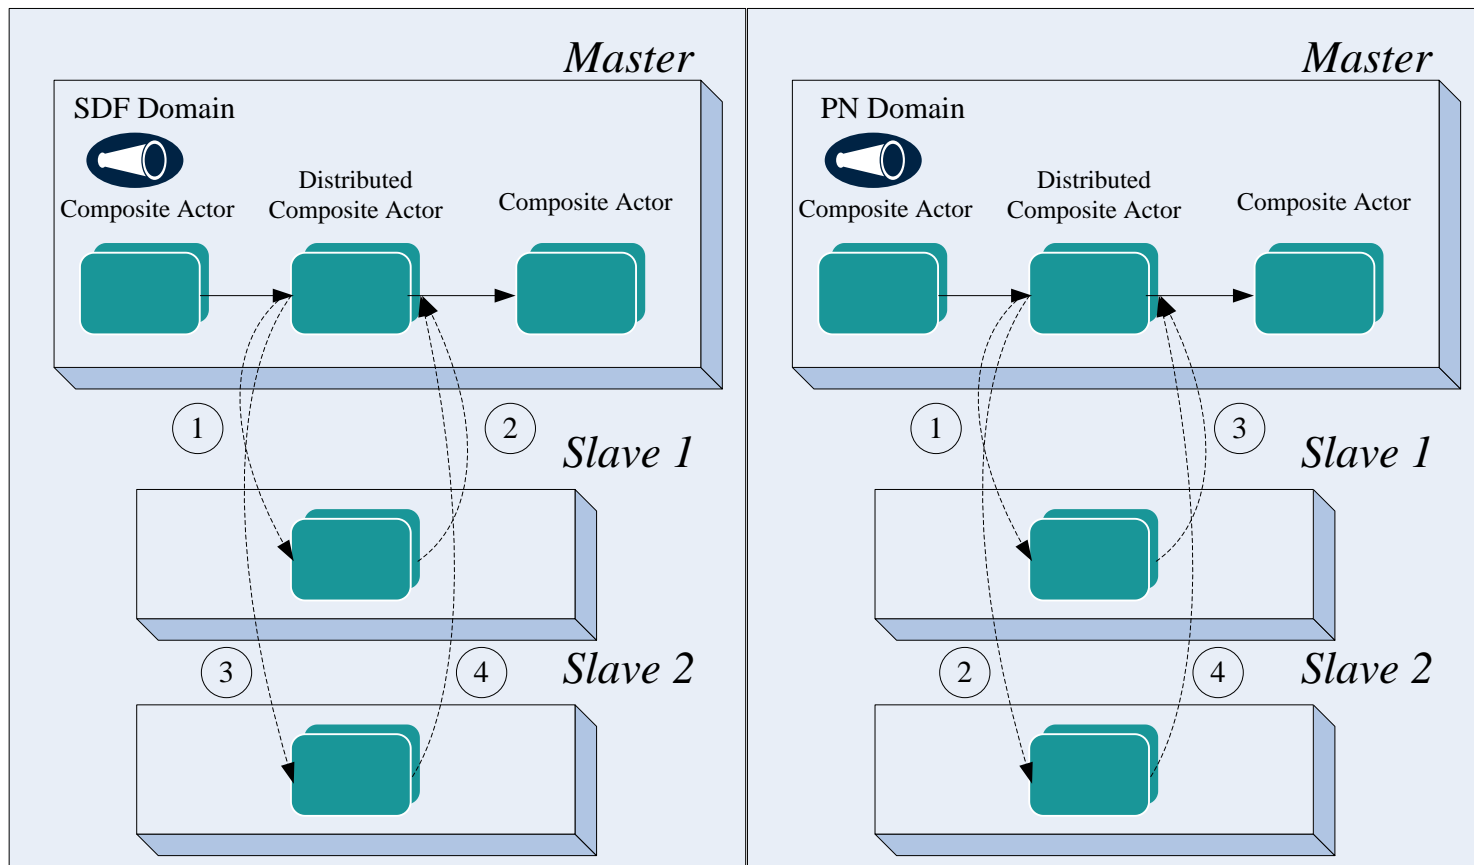 Master
SDF Domain
Composite Actor
Distributed
Composite Actor
Composite Actor
1
2
Slave 1
3
4
Slave 2
Master
PN Domain
Composite Actor
Distributed
Composite Actor
Composite Actor
1
3
Slave 1
2
4
Slave 2